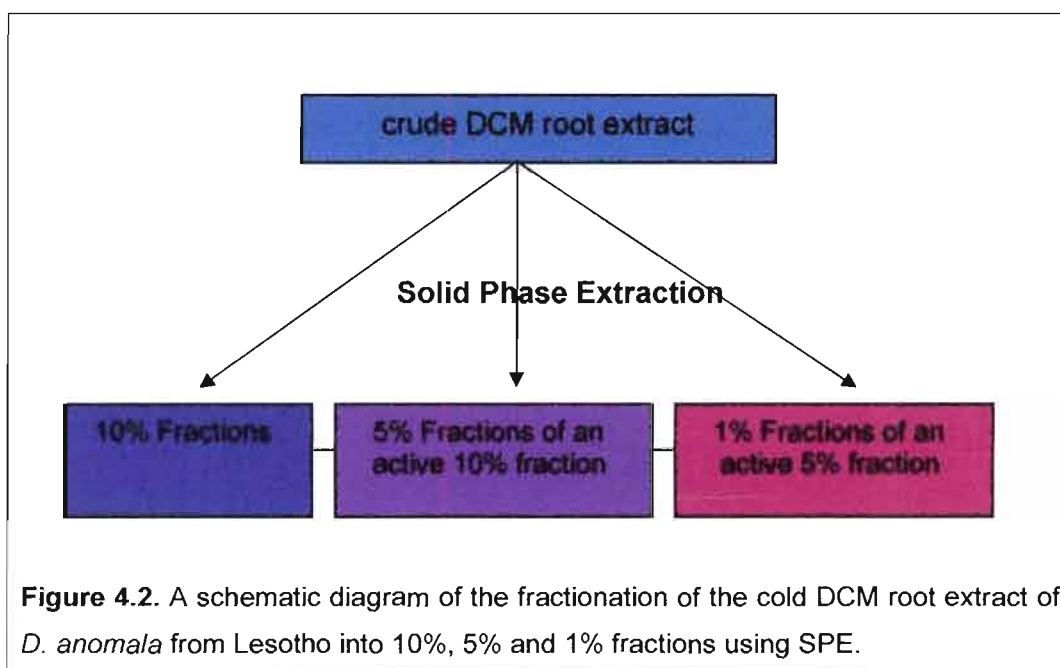 crude DCM root extract
Solid Phase Extraction
10% Fractions
5% Fractions of an
active 10% fraction
1% Fractions of an
active 5% fraction
Figure 4.2. A schematic diagram of the fractionation of the cold DCM root extract of
D. anomala from Lesotho into 10%, 5% and 1% fractions using SPE.